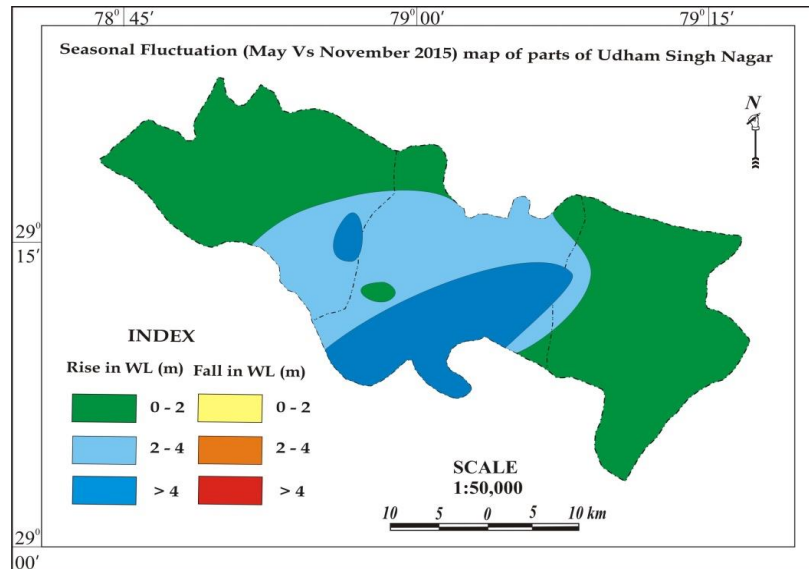 78⁰ 45′ 79⁰ 00′ 79⁰ 15′
Seasonal Fluctuation (May Vs November 2015) map of parts of Udham Singh Nagar
N
29⁰
15′
INDEX
Rise in WL (m) Fall in WL (m)
0 - 2 0 - 2
2 - 4 2 - 4
> 4 > 4
SCALE
1:50,000
10 5 0 5 10 km
29⁰
00′